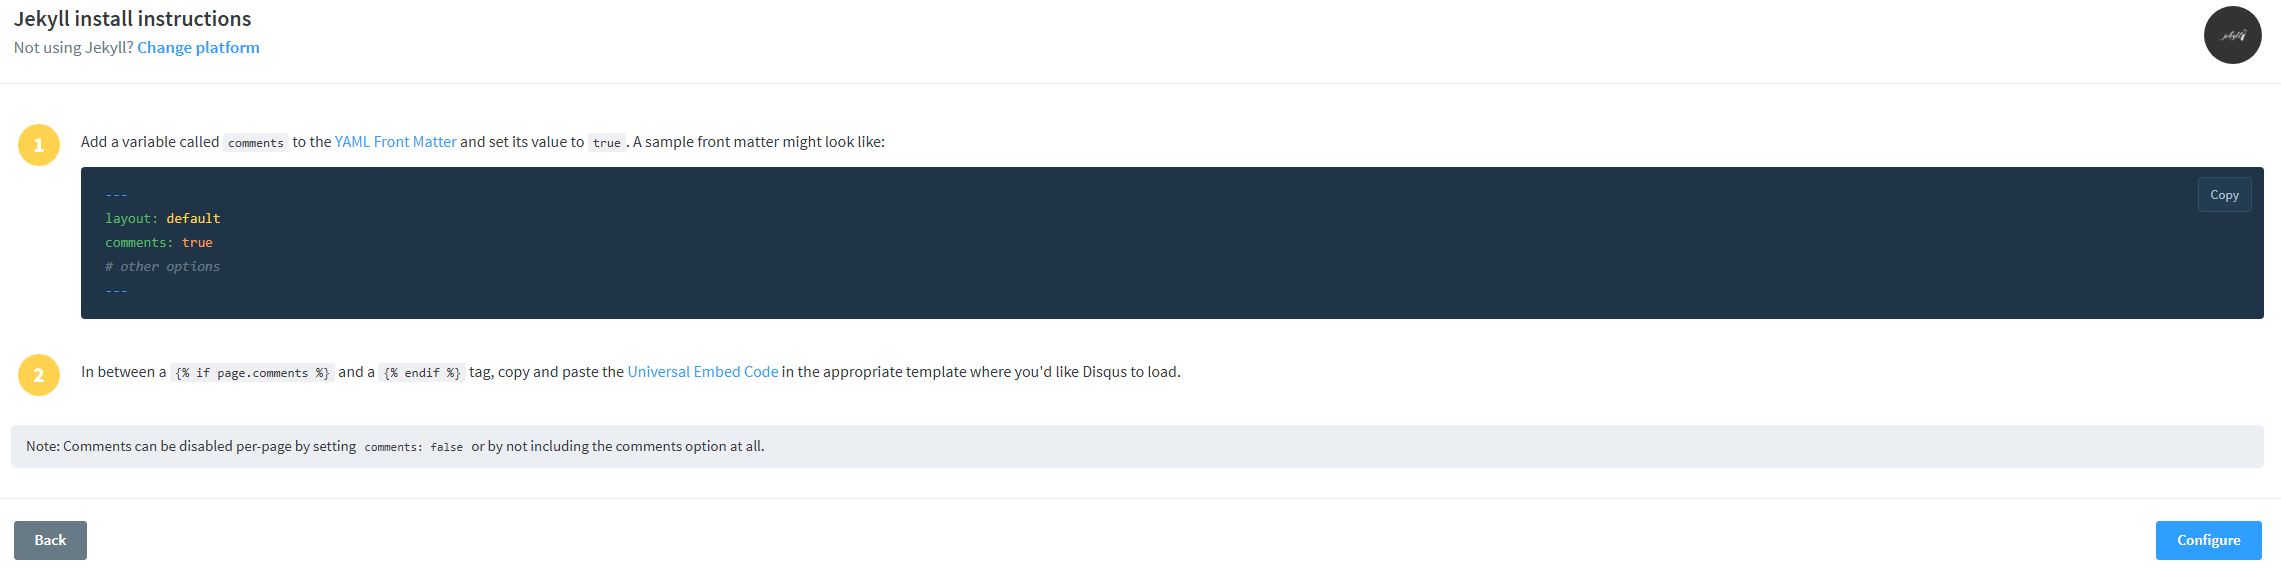 Jekyll install instructions
Not using Jekyll? Change platform
jekyll
1
Add a variable called comments to the YAML Front Matter and set its value to true . A sample front matter might look like:
---
Copy
layout: default
comments: true
# other options
---
2
In between a {% if page.comments %} and a {% endif %} tag, copy and paste the Universal Embed Code in the appropriate template where you'd like Disqus to load.
Note: Comments can be disabled per-page by setting comments: false or by not including the comments option at all.
Back
Configure